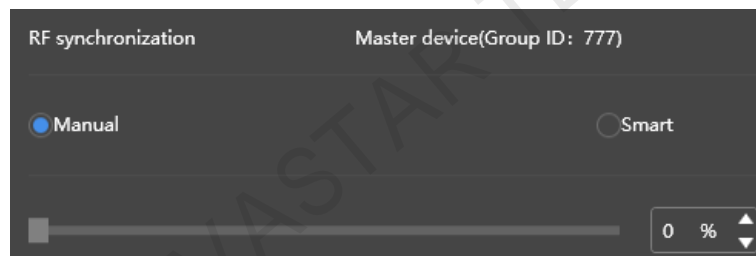 RF synchronization Master device(Group ID：777)
Manual Smart
0 %